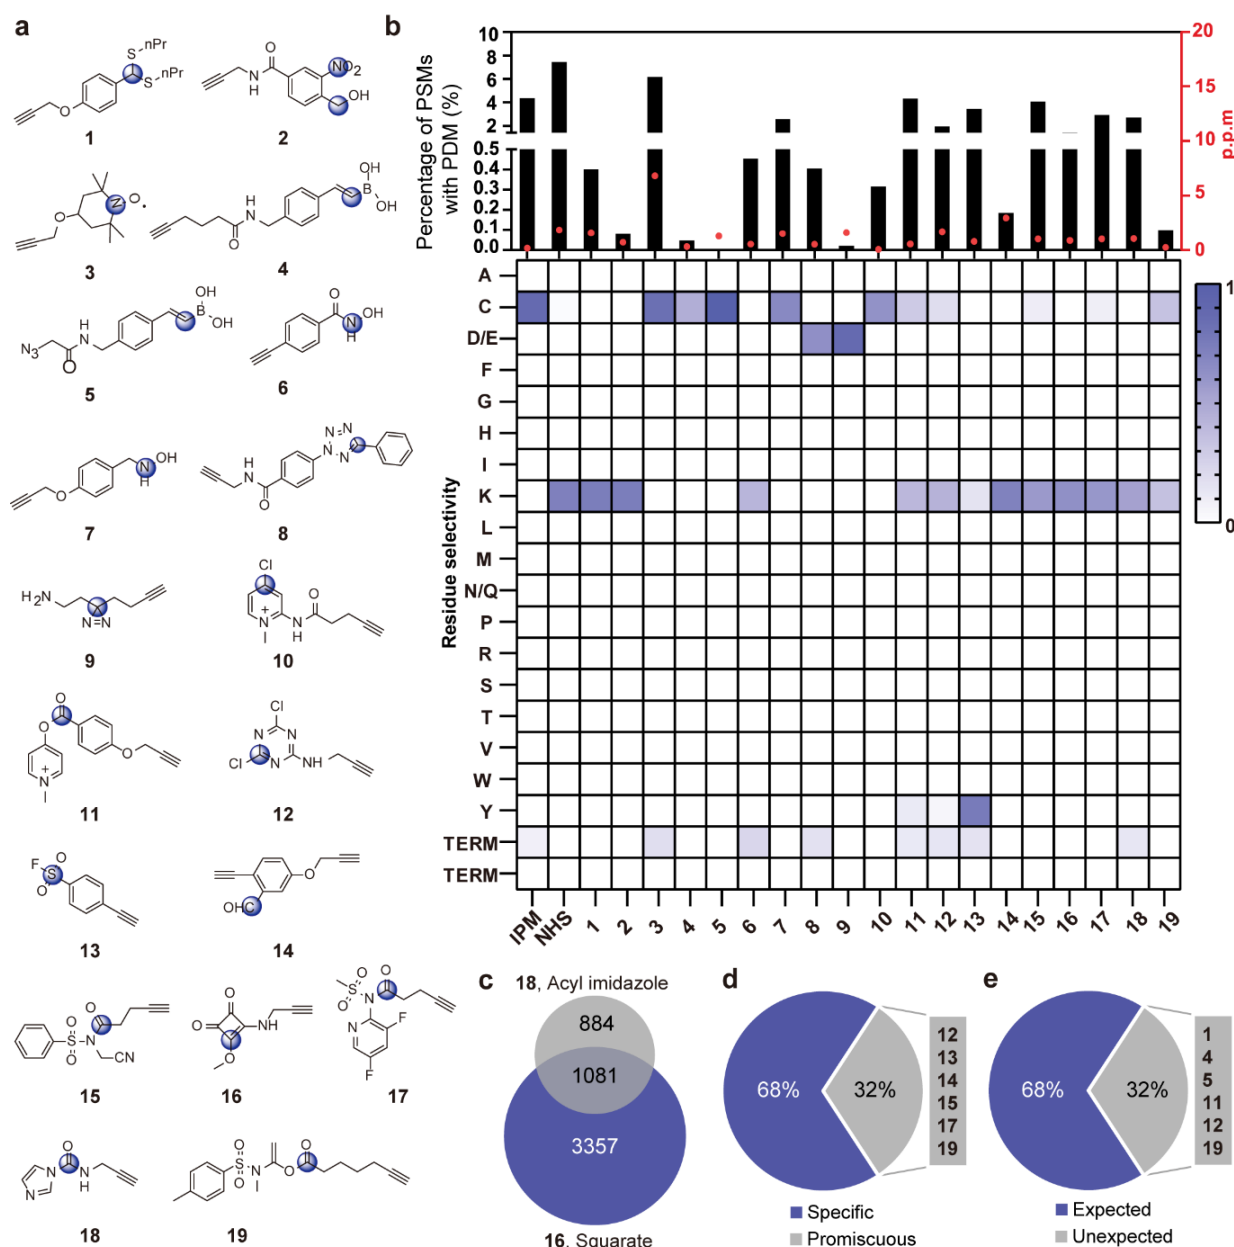 a
S nPr
S nPr
O
1
O
N
H
NO2
OH
2
N O
O
3
O
N
H
B
OH
OH
4
N3
O
H
N
B
OH
OH
5
O
N
H
OH
6
O
N
H
OH
7
N
H
O
N N
N N
8
H2N
N=N
9
Cl
N
+
N
H
O
10
O
O
N
+
O
11
Cl
N N
Cl N NH
12
F O
S
O
13
O
OHC
14
O
O
S N
O
CN
15
O
O N
H
O
16
O
S N
O
O
N
F
F
17
N
N
O
N
H
18
O
S N
O
O
O
19
b
Percentage of PSMs
with PDM (%)
10
8
6
4
2
0.5
0.4
0.3
0.2
0.1
0.0
20
15
10
5
0
p.p.m
Residue selectivity
A
C
D/E
F
G
H
I
K
L
M
N/Q
P
R
S
T
V
W
Y
TERM
TERM
1
0
IPM NHS 1 2 3 4 5 6 7 8 9 10 11 12 13 14 15 16 17 18 19
c
18, Acyl imidazole
884
1081
3357
16, Squarate
d
68%
32%
12
13
14
15
17
19
Specific
Promiscuous
e
68%
32%
1
4
5
11
12
19
Expected
Unexpected